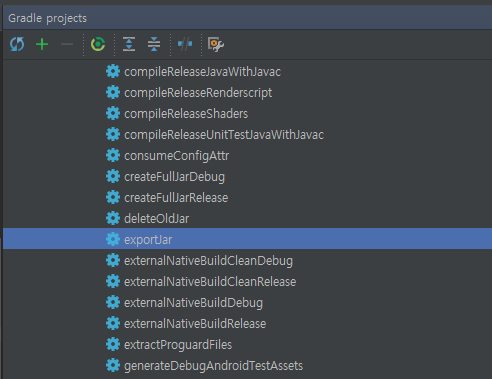 Gradle projects
compileReleaseJavaWithJavac
compileReleaseRenderscript
compileReleaseShaders
compileReleaseUnitTestJavaWithJavac
consumeConfigAttr
createFullJarDebug
createFullJarRelease
deleteOldJar
exportJar
externalNativeBuildCleanDebug
externalNativeBuildCleanRelease
externalNativeBuildDebug
externalNativeBuildRelease
extractProguardFiles
generateDebugAndroidTestAssets